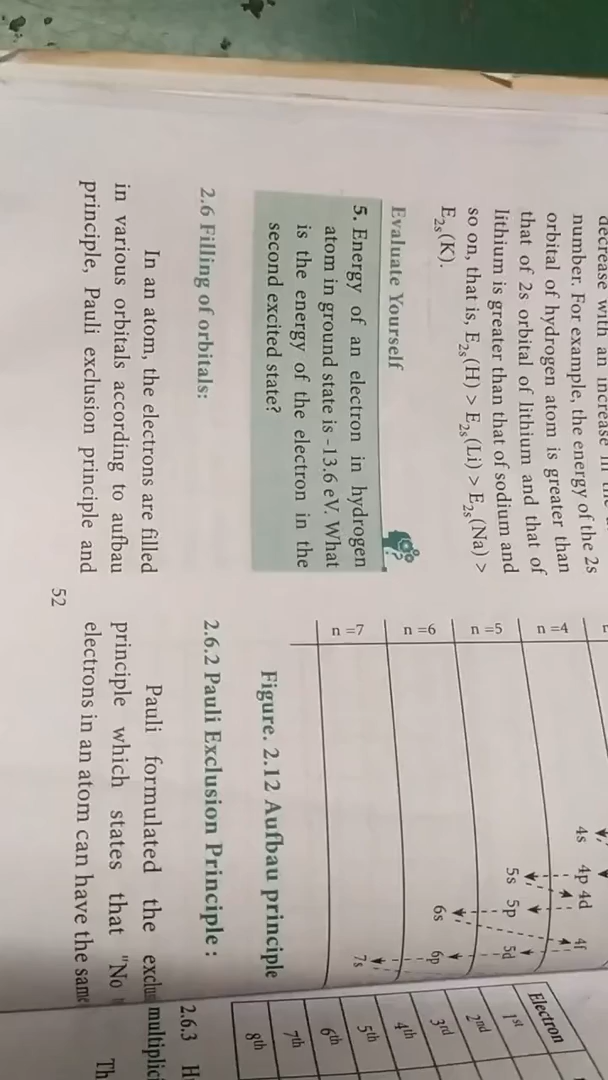 decrease with an increase in
number. For example, the energy of the 2s
orbital of hydrogen atom is greater than
that of 2s orbital of lithium and that of
lithium is greater than that of sodium and
so on, that is, E2s(H) > E2s(Li) > E2s(Na) >
E2s(K).
Evaluate Yourself
5. Energy of an electron in hydrogen
atom in ground state is -13.6 eV. What
is the energy of the electron in the
second excited state?
2.6 Filling of orbitals:
In an atom, the electrons are filled
in various orbitals according to aufbau
principle, Pauli exclusion principle and
52
n =4
4s 4p 4d 4f
n =5
5s 5p 5d
n =6
6s 6p
n =7
7s
Figure. 2.12 Aufbau principle
2.6.2 Pauli Exclusion Principle :
Pauli formulated the
principle which states that "No
electrons in an atom can have the same
Electron
1st
2nd
3rd
4th
5th
6th
7th
8th
2.6.3